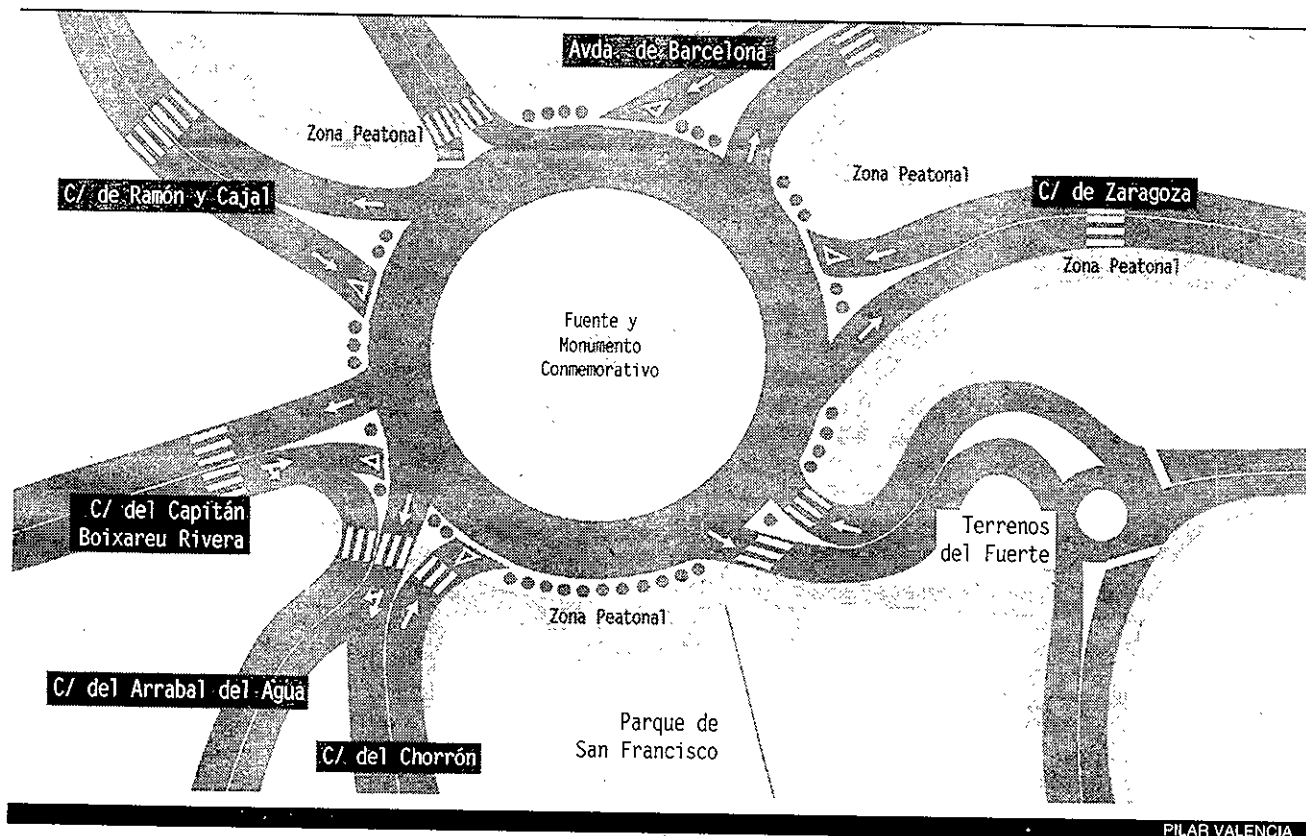 Avda. de Barcelona
Zona Peatonal
Zona Peatonal
C/ de Ramón y Cajal
C/ de Zaragoza
Zona Peatonal
Fuente y
Monumento
Conmemorativo
C/ del Capitán
Boixareu Rivera
Terrenos
del Fuerte
Zona Peatonal
C/ del Arrabal del Agua
Parque de
San Francisco
C/ del Chorrón
PILAR VALENCIA